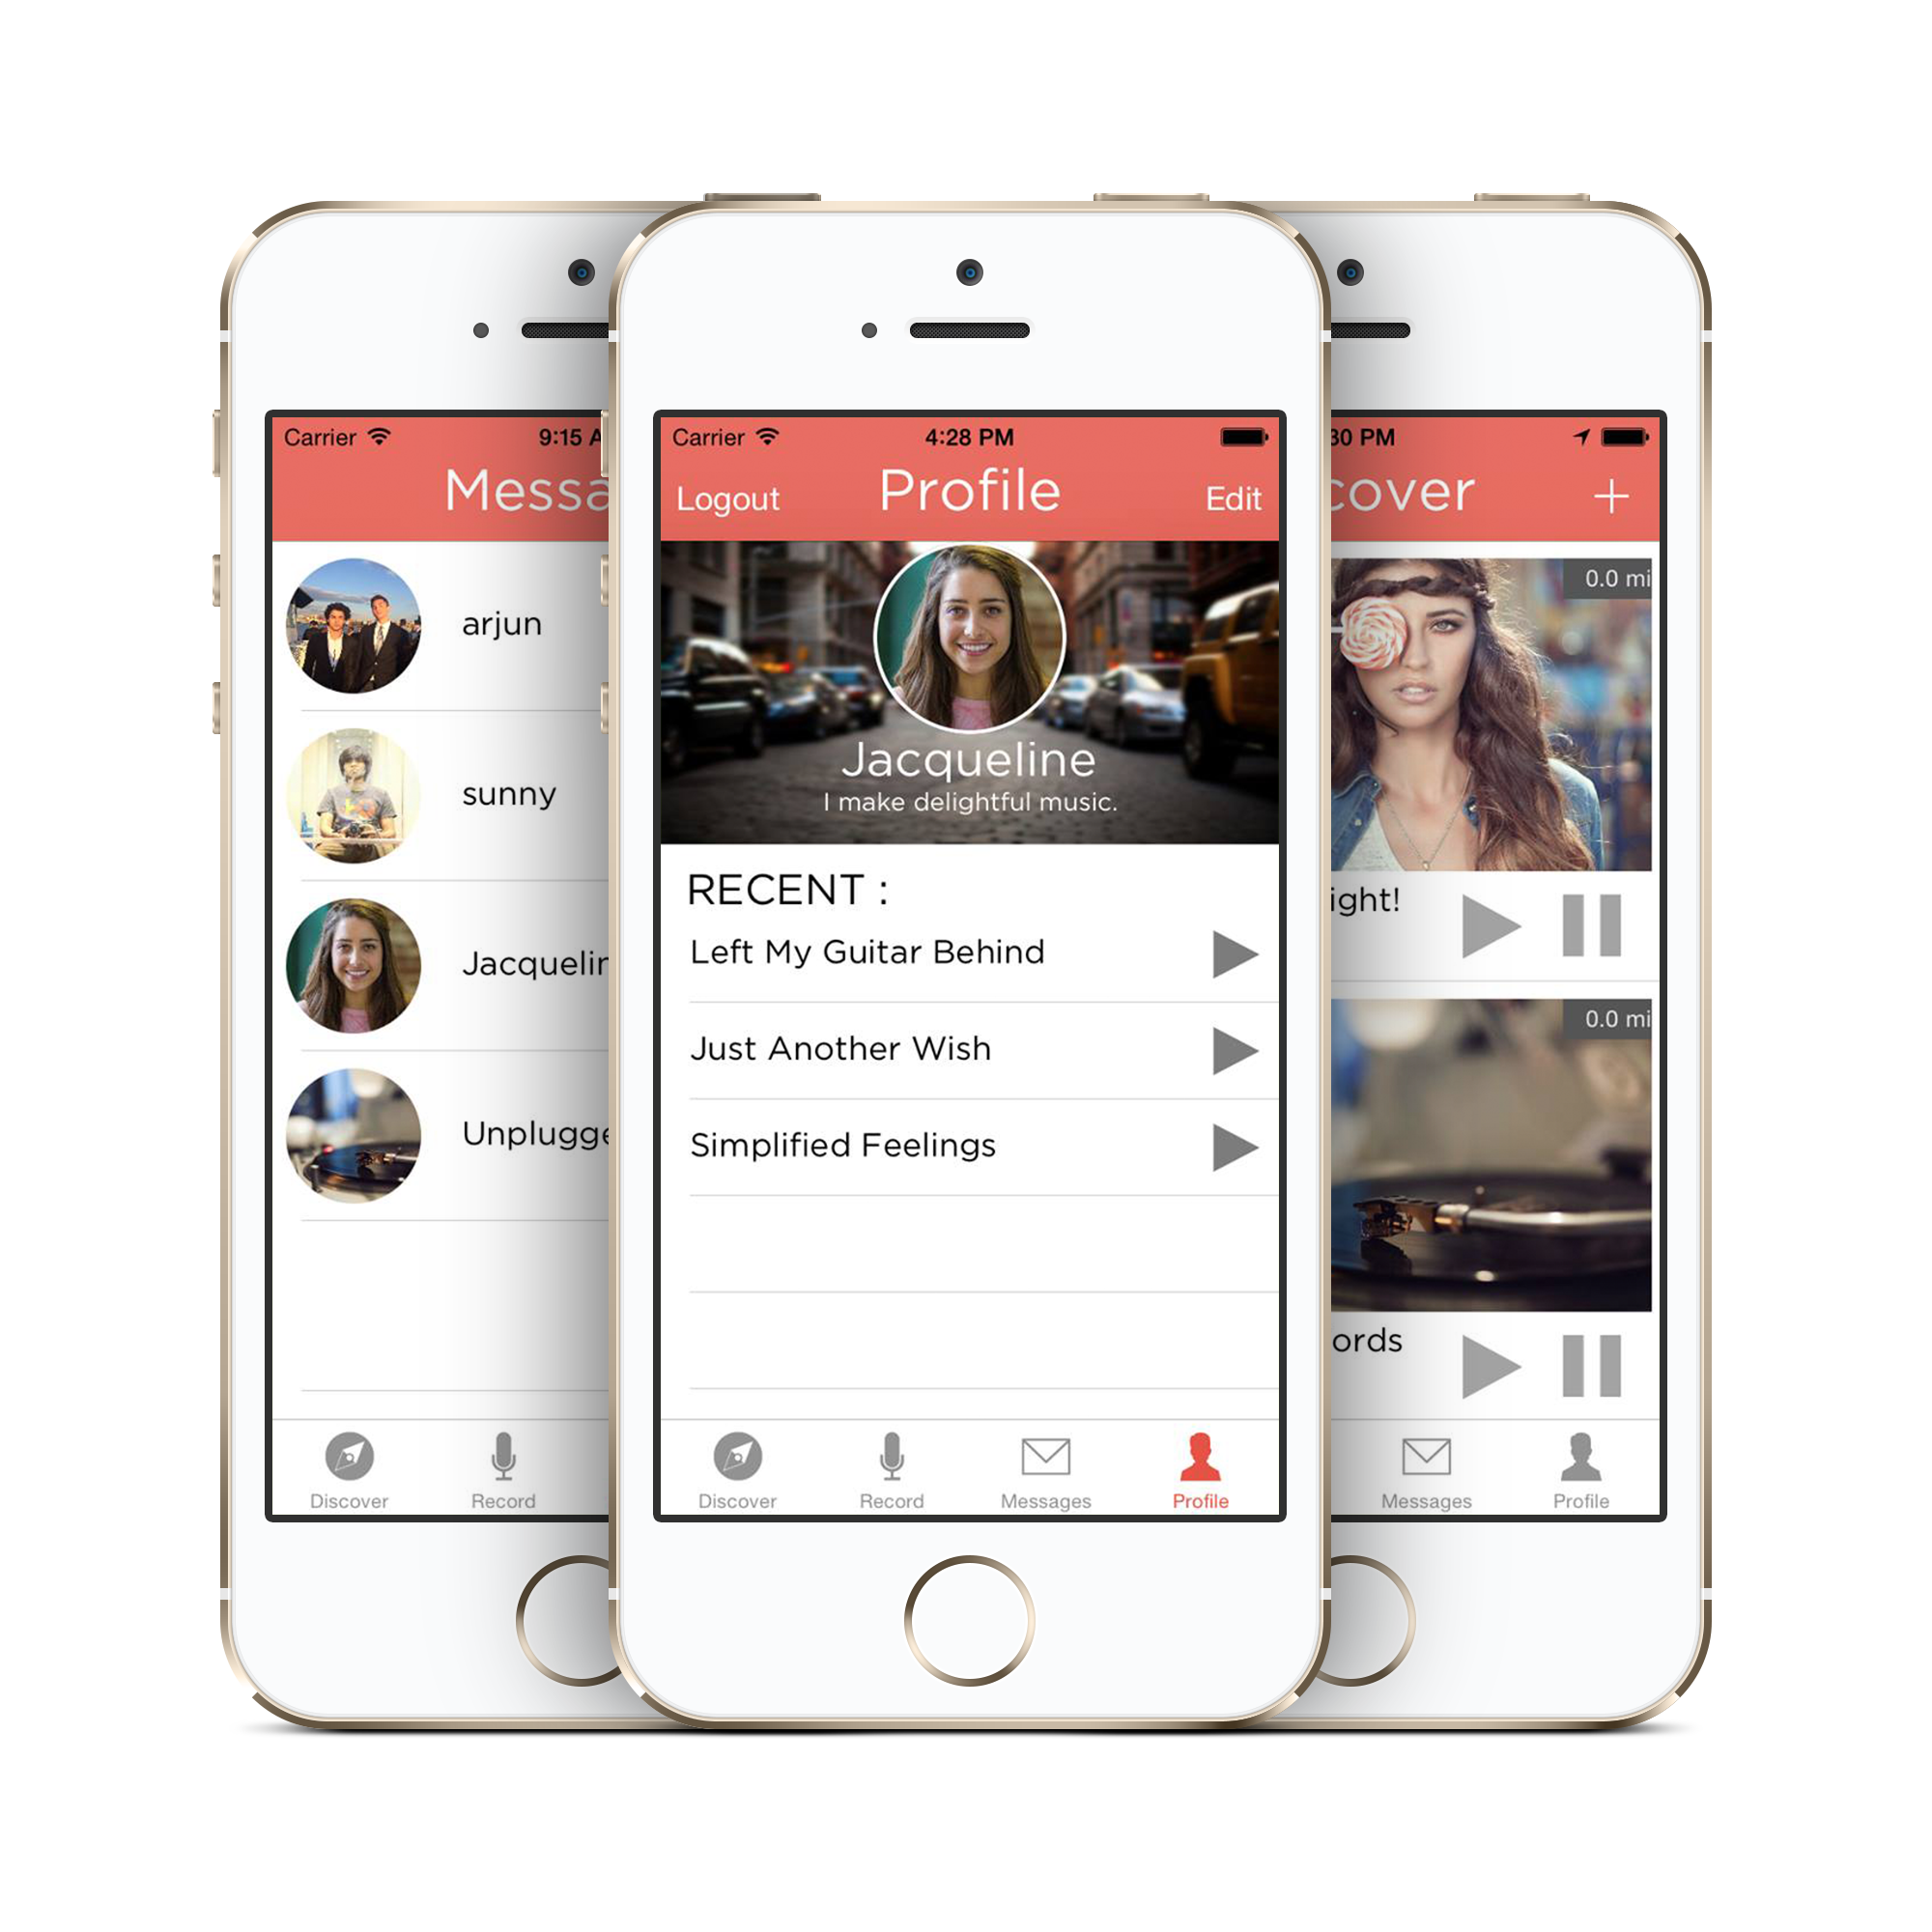 Carrier
9:15 A
Messa
arjun
sunny
Jacquelin
Unplugge
Discover
Record
Carrier
4:28 PM
Logout
Profile
Edit
Jacqueline
I make delightful music.
RECENT :
Left My Guitar Behind
Just Another Wish
Simplified Feelings
Discover
Record
Messages
Profile
30 PM
cover
+
0.0 mi
ight!
0.0 mi
ords
Messages
Profile